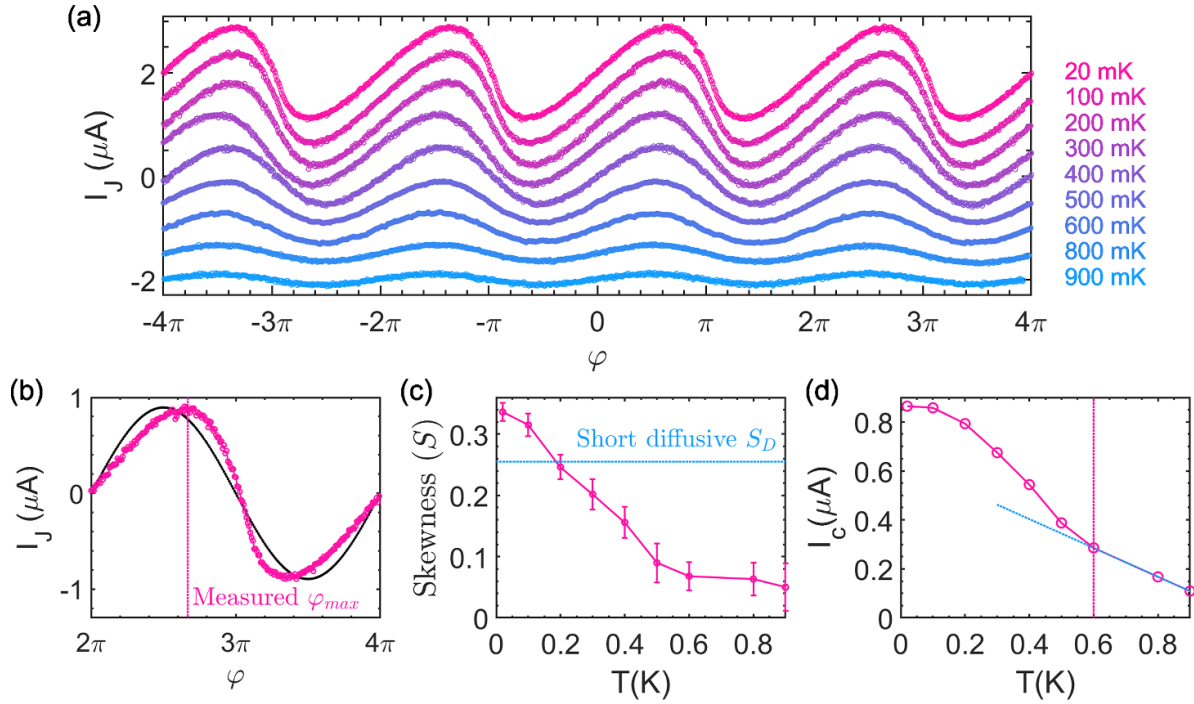 (a)
I_J (μA)
2
0
-2
-4π -3π -2π -π 0 π 2π 3π 4π
φ
20 mK
100 mK
200 mK
300 mK
400 mK
500 mK
600 mK
800 mK
900 mK
(b)
I_J (μA)
1
0
-1
Measured φ_max
2π 3π 4π
φ
(c)
Skewness (S)
0.3
0.2
0.1
0
Short diffusive S_D
0 0.2 0.4 0.6 0.8
T(K)
(d)
I_c(μA)
0.8
0.6
0.4
0.2
0
0 0.2 0.4 0.6 0.8
T(K)